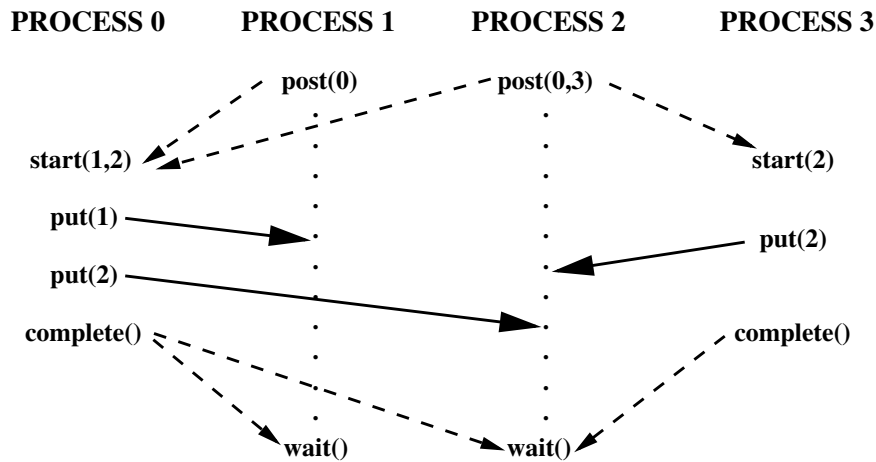 PROCESS 0 PROCESS 1 PROCESS 2 PROCESS 3
post(0) post(0,3)
start(1,2) start(2)
put(1)
put(2)
put(2)
complete() complete()
wait() wait()